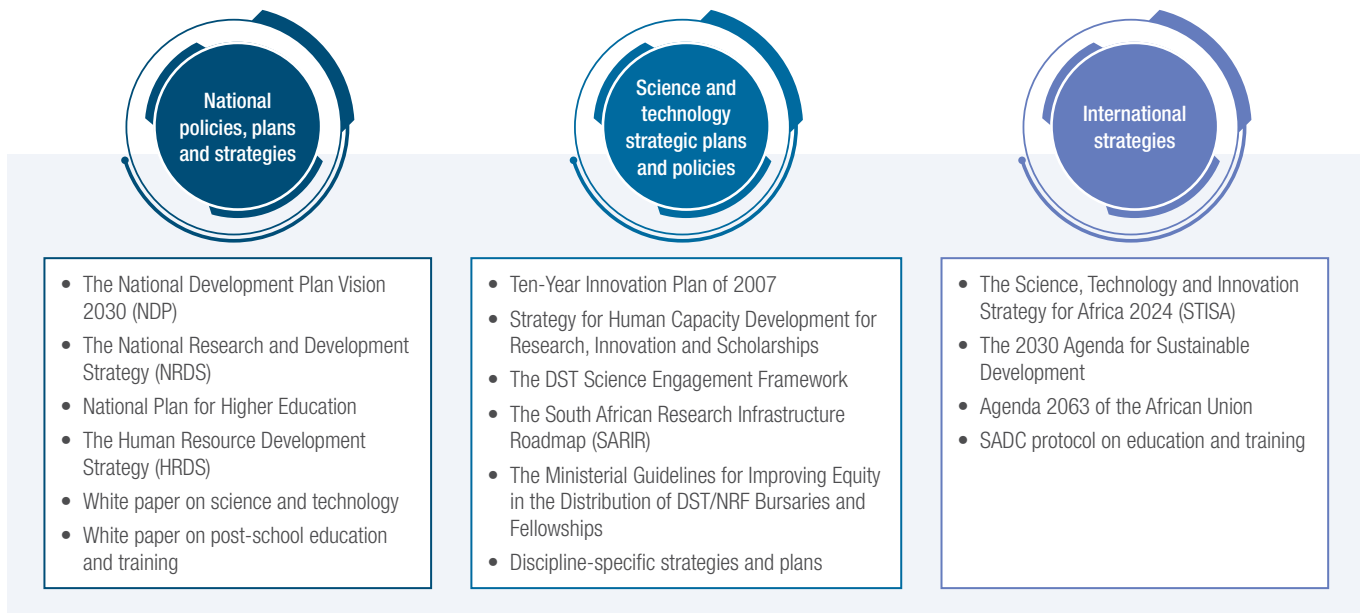 National
policies, plans
and strategies
• The National Development Plan Vision
2030 (NDP)
• The National Research and Development
Strategy (NRDS)
• National Plan for Higher Education
• The Human Resource Development
Strategy (HRDS)
• White paper on science and technology
• White paper on post-school education
and training
Science and
technology
strategic plans
and policies
• Ten-Year Innovation Plan of 2007
• Strategy for Human Capacity Development for
Research, Innovation and Scholarships
• The DST Science Engagement Framework
• The South African Research Infrastructure
Roadmap (SARIR)
• The Ministerial Guidelines for Improving Equity
in the Distribution of DST/NRF Bursaries and
Fellowships
• Discipline-specific strategies and plans
International
strategies
• The Science, Technology and Innovation
Strategy for Africa 2024 (STISA)
• The 2030 Agenda for Sustainable
Development
• Agenda 2063 of the African Union
• SADC protocol on education and training